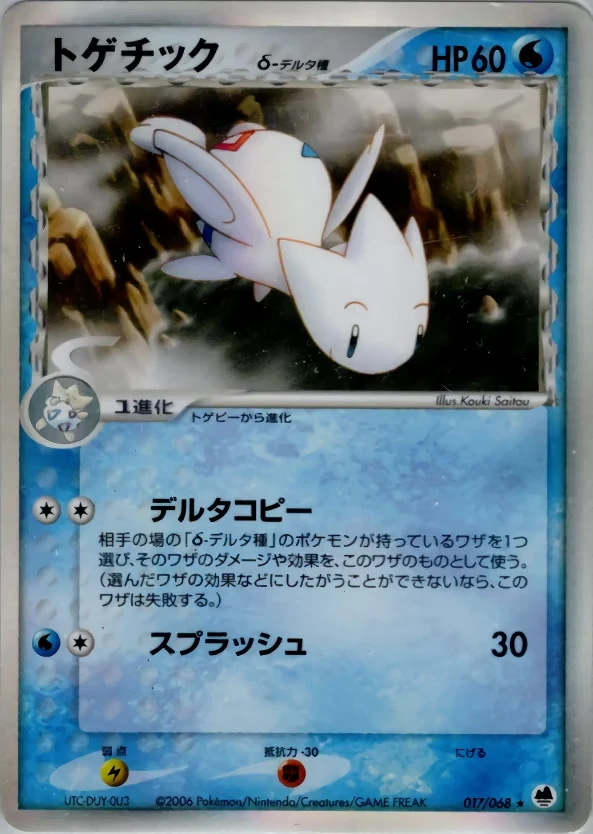 トゲチック δ-デルタ種 HP60
Illus.Kouki Saitou
1進化
トゲピーから進化
デルタコピー
相手の場の「δ-デルタ種」のポケモンが持っているワザを1つ
選び、そのワザのダメージや効果を、このワザのものとして使う。
（選んだワザの効果などにしたがうことができないなら、この
ワザは失敗する。）
スプラッシュ 30
弱点 抵抗力 -30 にげる
UTC-DUY-0U3 ©2006 Pokémon/Nintendo/Creatures/GAME FREAK 017/068 ★